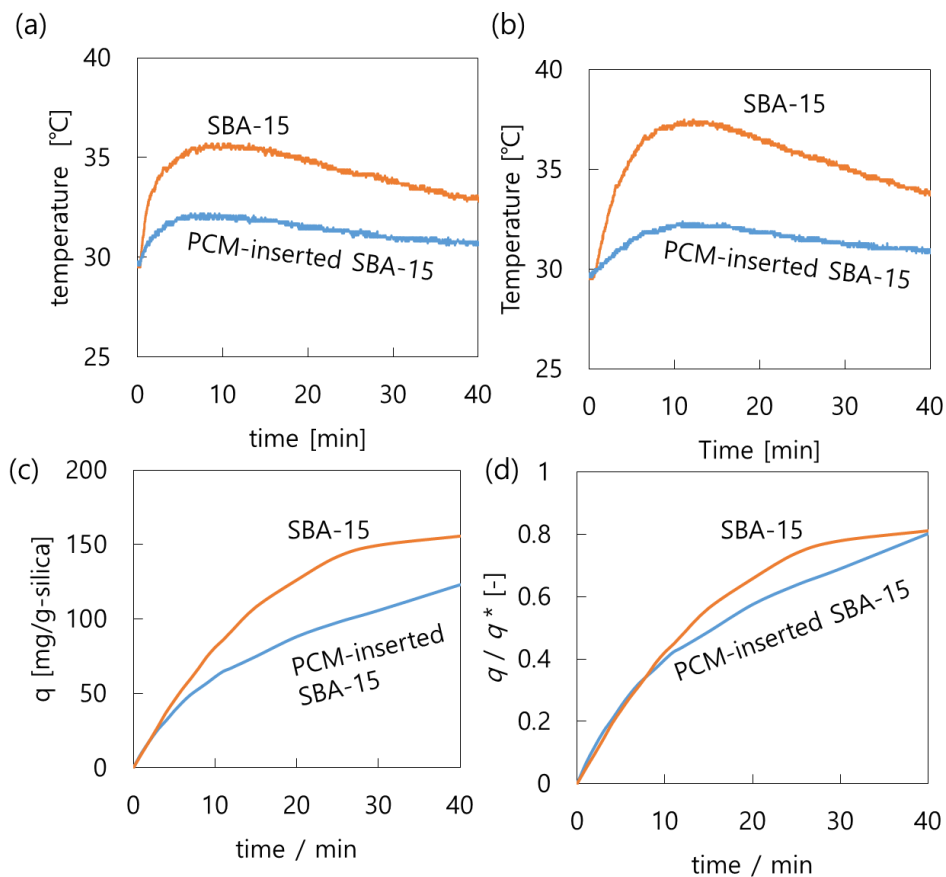 (a)
40
35
30
25
temperature [℃]
SBA-15
PCM-inserted SBA-15
0 10 20 30 40
time [min]
(b)
40
35
30
25
Temperature [℃]
SBA-15
PCM-inserted SBA-15
0 10 20 30 40
Time [min]
(c)
200
150
100
50
0
q [mg/g-silica]
SBA-15
PCM-inserted
SBA-15
0 10 20 30 40
time / min
(d)
1
0.8
0.6
0.4
0.2
0
q / q* [-]
SBA-15
PCM-inserted SBA-15
0 10 20 30 40
time / min